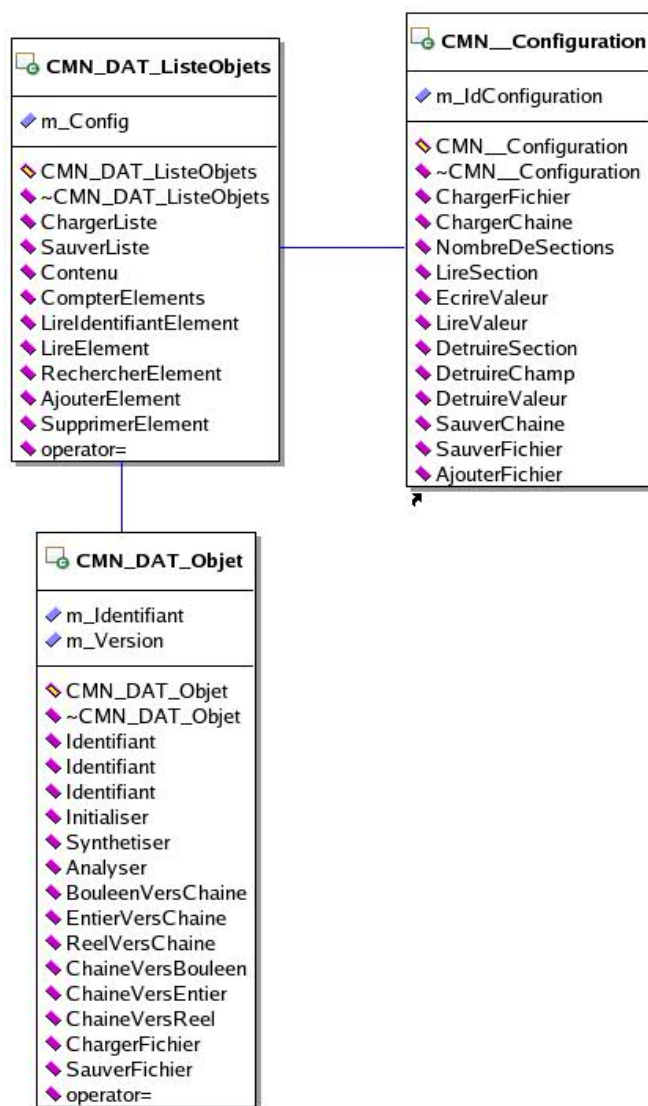 CMN_DAT_ListeObjets
m_Config
CMN_DAT_ListeObjets
~CMN_DAT_ListeObjets
ChargerListe
SauverListe
Contenu
CompterElements
LireIdentifiantElement
LireElement
RechercherElement
AjouterElement
SupprimerElement
operator=
CMN__Configuration
m_IdConfiguration
CMN__Configuration
~CMN__Configuration
ChargerFichier
ChargerChaine
NombreDeSections
LireSection
EcrireValeur
LireValeur
DetruireSection
DetruireChamp
DetruireValeur
SauverChaine
SauverFichier
AjouterFichier
CMN_DAT_Objet
m_Identifiant
m_Version
CMN_DAT_Objet
~CMN_DAT_Objet
Identifiant
Identifiant
Identifiant
Initialiser
Synthetiser
Analyser
BouleenVersChaine
EntierVersChaine
ReelVersChaine
ChaineVersBouleen
ChaineVersEntier
ChaineVersReel
ChargerFichier
SauverFichier
operator=